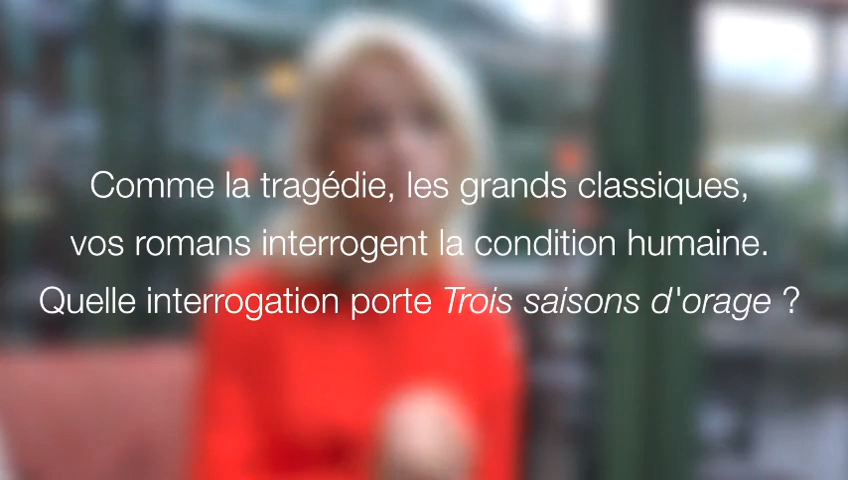 Comme la tragédie, les grands classiques,
vos romans interrogent la condition humaine.
Quelle interrogation porte Trois saisons d'orage ?